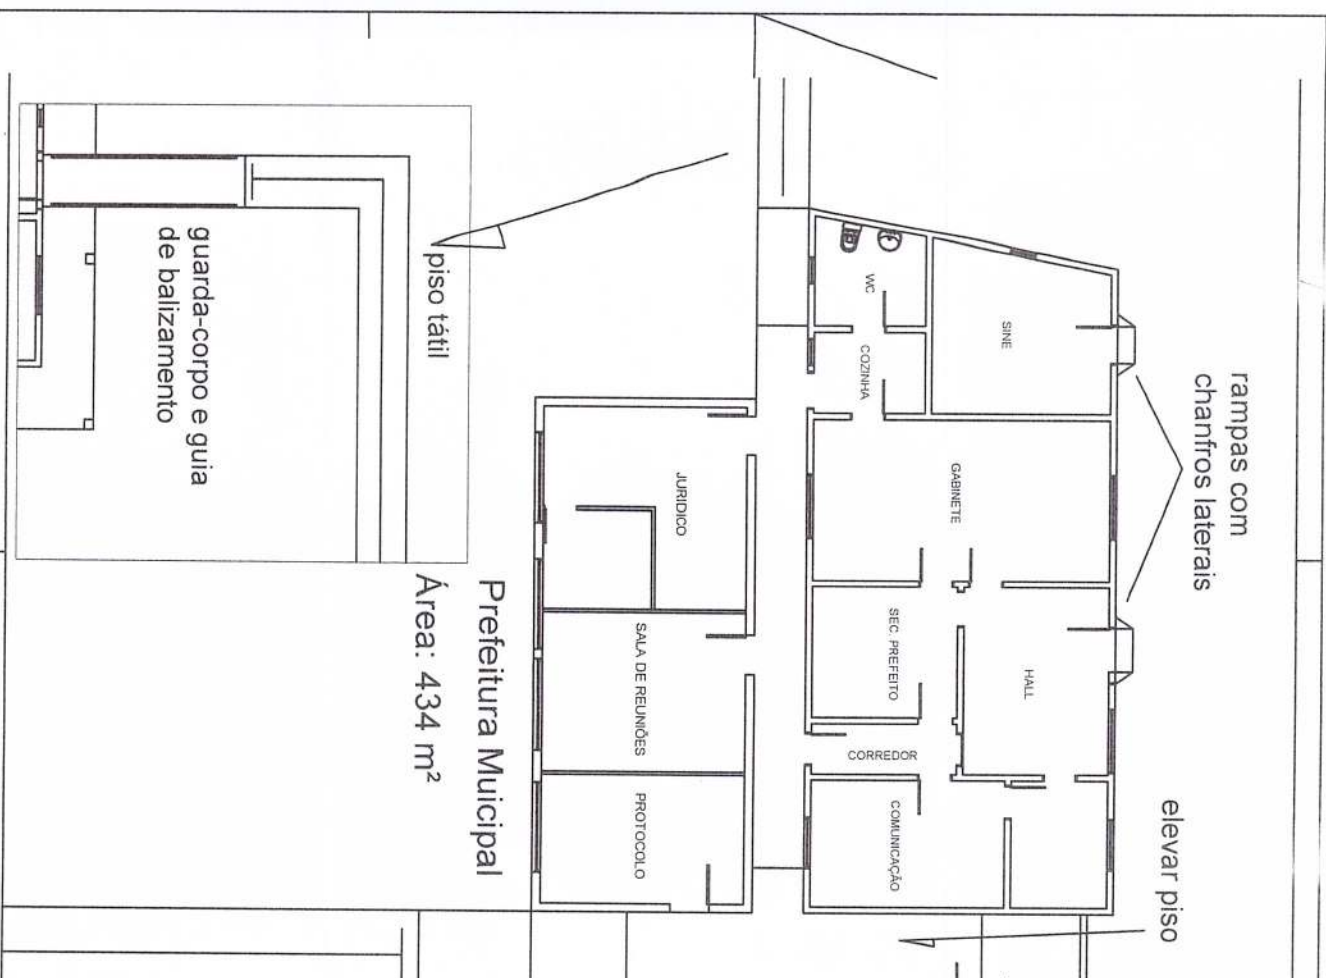 rampas com
chanfros laterais
elevar piso
SINE
WC
COZINHA
GABINETE
SEC. PREFEITO
HALL
CORREDOR
COMUNICAÇÃO
JURIDICO
SALA DE REUNIÕES
PROTOCOLO
Prefeitura Muicipal
Área: 434 m²
piso tátil
guarda-corpo e guia
de balizamento